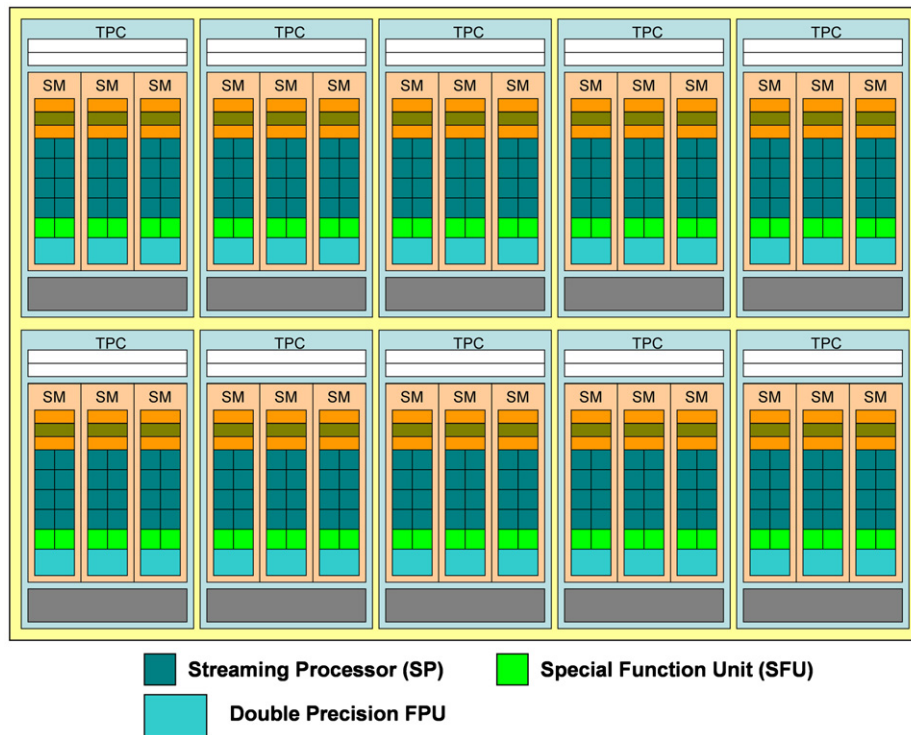 TPC TPC TPC TPC TPC
SM SM SM SM SM SM SM SM SM SM SM SM SM SM SM
TPC TPC TPC TPC TPC
SM SM SM SM SM SM SM SM SM SM SM SM SM SM SM
Streaming Processor (SP) Special Function Unit (SFU)
Double Precision FPU